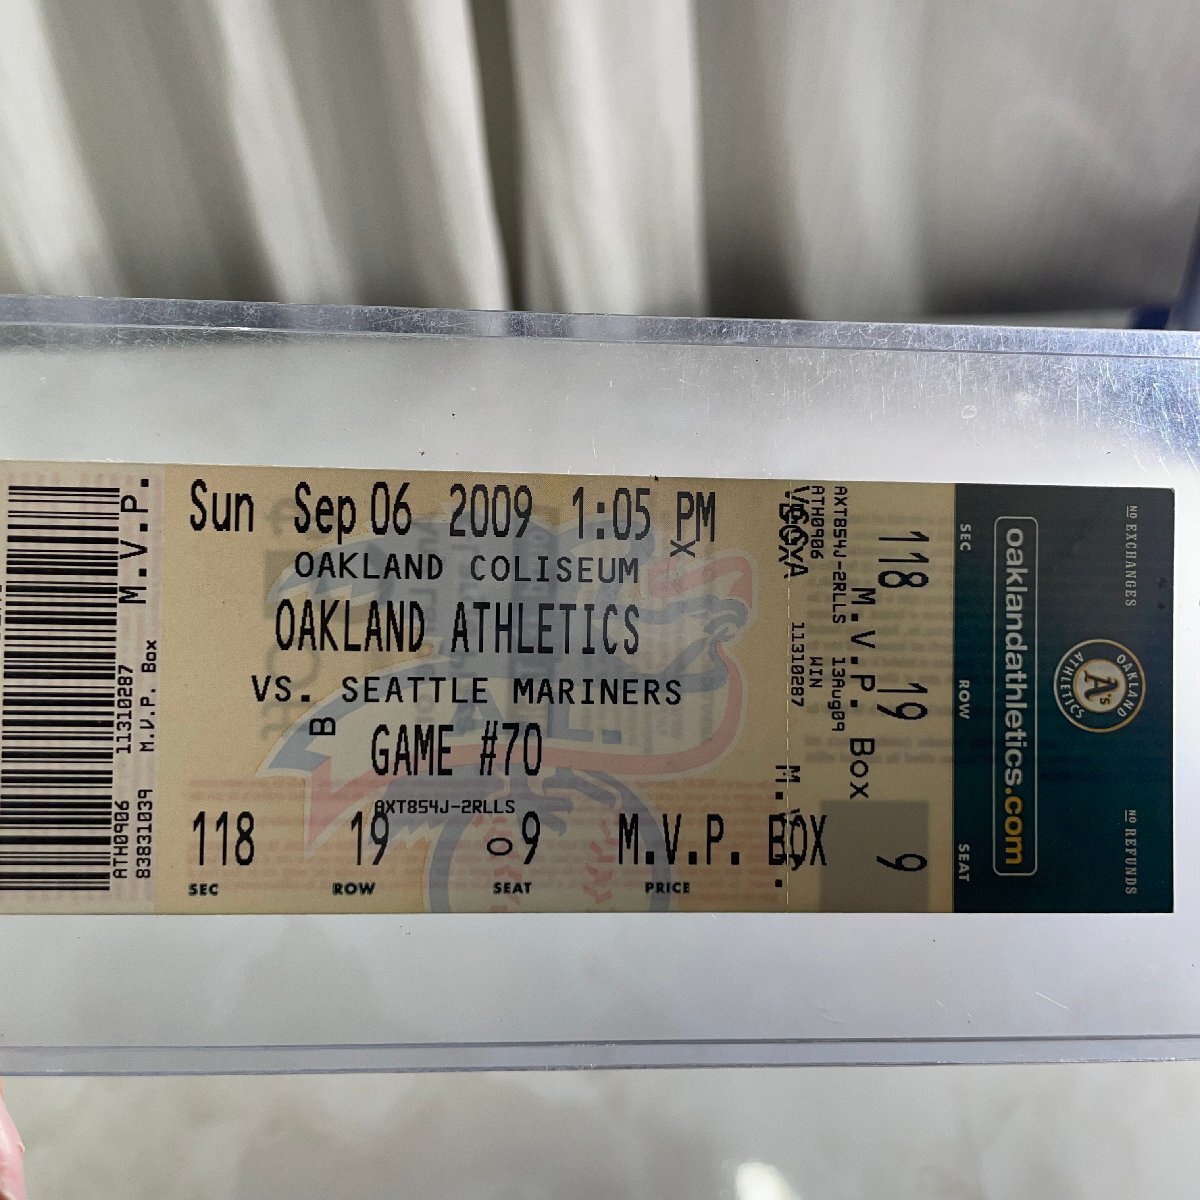 Sun Sep 06 2009 1:05 PM
X
OAKLAND COLISEUM
OAKLAND ATHLETICS
VS. SEATTLE MARINERS
B
GAME #70
AXT854J-2RLLS
118 19 0 9 M.V.P. BOX
SEC ROW SEAT PRICE
M.V.P.
11310287 M.V.P. Box
ATH0906 83831039
AXT854J-2RLLS 13Aug09
ATH0906 WIN
11310287
M.V.P. Box
118 19 9
SEC ROW SEAT
oaklandathletics.com
OAKLAND ATHLETICS
A's
NO EXCHANGES
NO REFUNDS